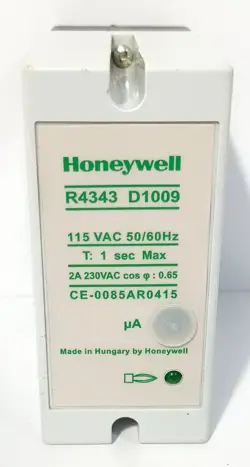 Honeywell
R4343 D1009
115 VAC 50/60Hz
T: 1 sec Max
2A 230VAC cos φ : 0.65
CE-0085AR0415
µA
Made in Hungary by Honeywell